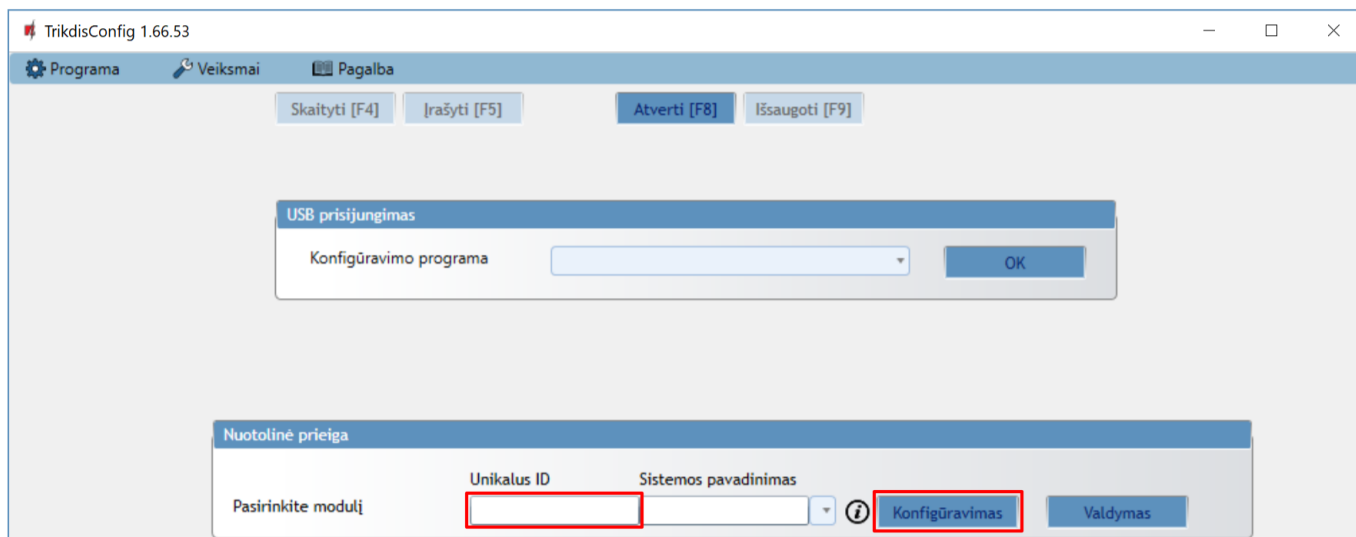 TrikdisConfig 1.66.53
Programa Veiksmai Pagalba
Skaityti [F4] Įrašyti [F5] Atverti [F8] Išsaugoti [F9]
USB prisijungimas
Konfigūravimo programa OK
Nuotolinė prieiga
Unikalus ID Sistemos pavadinimas
Pasirinkite modulį i Konfigūravimas Valdymas